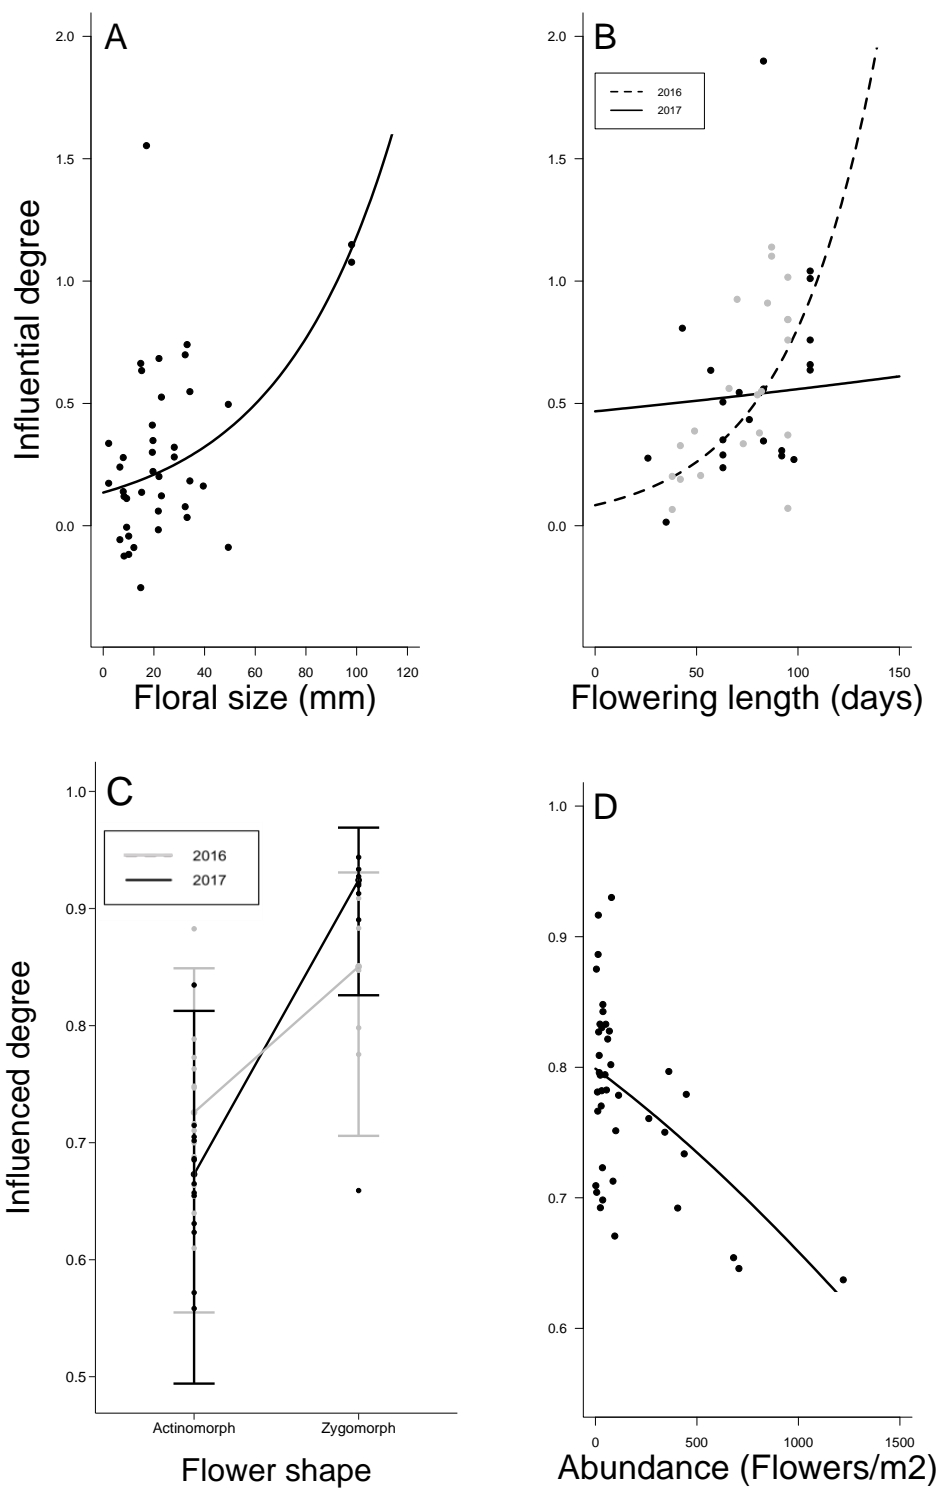 A
B
2.0
1.5
1.0
0.5
0.0
Influential degree
0 20 40 60 80 100 120
Floral size (mm)
2.0
1.5
1.0
0.5
0.0
2016
2017
0 50 100 150
Flowering length (days)
C
1.0
0.9
0.8
0.7
0.6
0.5
Influenced degree
2016
2017
Actinomorph Zygomorph
Flower shape
D
1.0
0.9
0.8
0.7
0.6
0 500 1000 1500
Abundance (Flowers/m2)